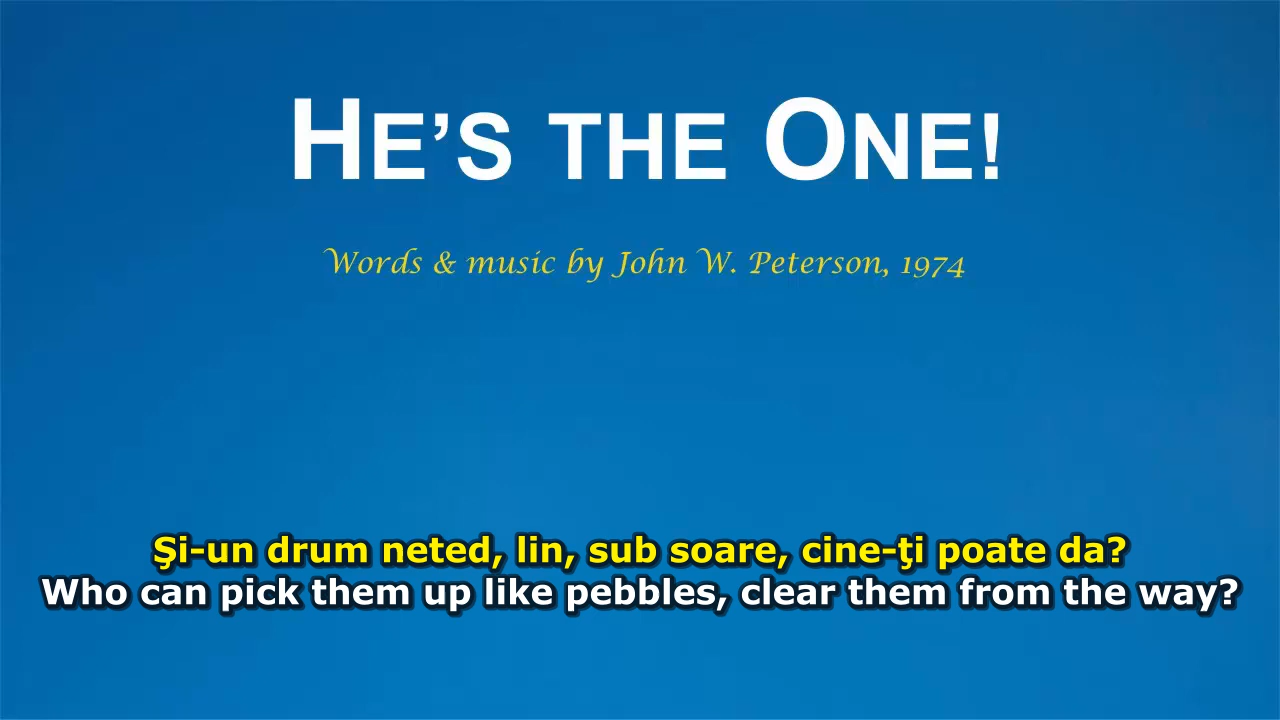 HE’S THE ONE!
Words & music by John W. Peterson, 1974
Şi-un drum neted, lin, sub soare, cine-ţi poate da?
Who can pick them up like pebbles, clear them from the way?